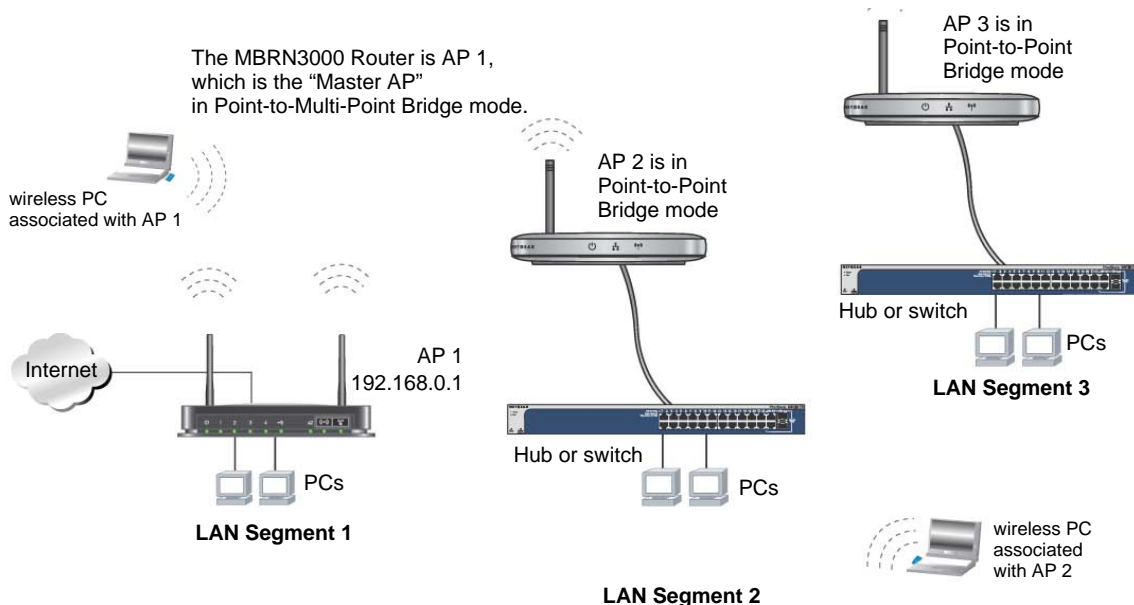 The MBRN3000 Router is AP 1,
which is the “Master AP”
in Point-to-Multi-Point Bridge mode.
AP 3 is in
Point-to-Point
Bridge mode
wireless PC
associated with AP 1
AP 2 is in
Point-to-Point
Bridge mode
Internet
AP 1
192.168.0.1
PCs
LAN Segment 1
Hub or switch
PCs
LAN Segment 2
Hub or switch
PCs
LAN Segment 3
wireless PC
associated
with AP 2